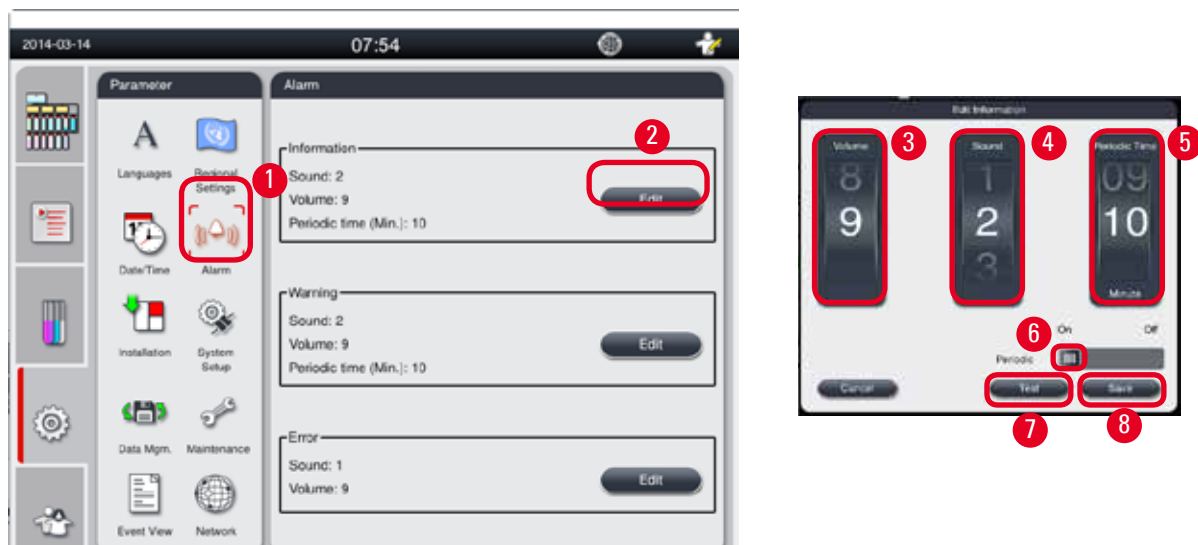 2014-03-14
07:54
Parameter
Languages
Regional
Settings
1
Date/Time
Alarm
Installation
System
Setup
Data Mgm.
Maintenance
Event View
Network
Alarm
Information
2
Sound: 2
Volume: 9
Edit
Periodic time (Min.): 10
Warning
Sound: 2
Volume: 9
Edit
Periodic time (Min.): 10
Error
Sound: 1
Volume: 9
Edit
Edit Information
Volume
3
8
9
Sound
4
1
2
3
Periodic Time
5
09
10
Minute
6
On
Off
Periodic
Cancel
Test
Save
7
8